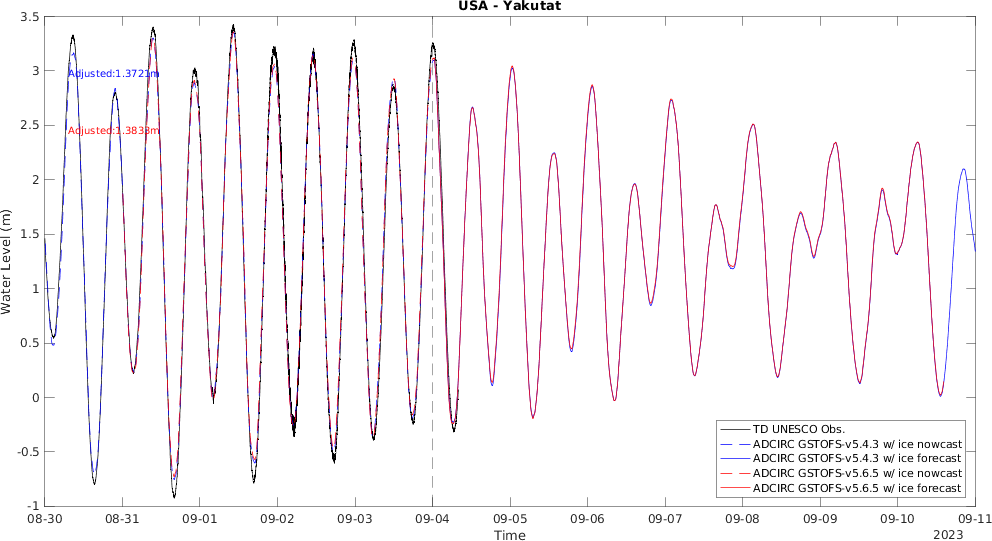 USA - Yakutat
3.5
3
2.5
2
1.5
1
0.5
0
-0.5
-1
Water Level (m)
Adjusted:1.3721m
Adjusted:1.3833m
TD UNESCO Obs.
ADCIRC GSTOFS-v5.4.3 w/ ice nowcast
ADCIRC GSTOFS-v5.4.3 w/ ice forecast
ADCIRC GSTOFS-v5.6.5 w/ ice nowcast
ADCIRC GSTOFS-v5.6.5 w/ ice forecast
08-30 08-31 09-01 09-02 09-03 09-04 09-05 09-06 09-07 09-08 09-09 09-10 09-11
Time
2023